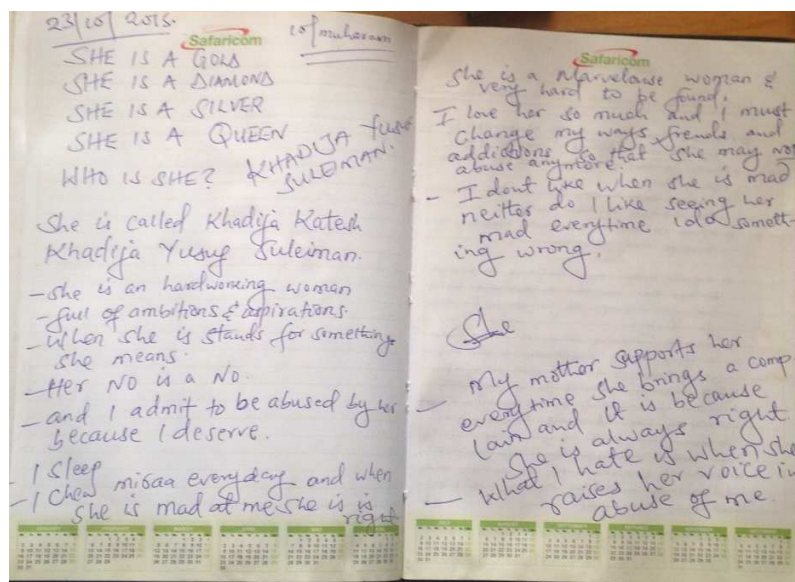 23/10/2015.
Safaricom
10/muharam
SHE IS A GOLD
SHE IS A DIAMOND
SHE IS A SILVER
SHE IS A QUEEN
WHO IS SHE? KHADIJA YUSUF
SULEIMAN.
She is called Khadija Katesh
Khadija Yusuf Suleiman.
- She is an hardworking woman
- full of ambitions & aspirations.
- When she is stands for something
she means.
- Her NO is a NO.
- and I admit to be abused by her
because I deserve.
- I Sleep
- I Chew miraa everyday and when
she is mad at me she is is
right
Safaricom
She is a Marvelouse woman &
very hard to be found.
I love her so much and I must
change my ways, frends and
addictions so that she may not
abuse anymore.
- I dont like when she is mad
neitter do I like seeing her
mad everytime I do somett-
ing wrong.
She
- My mother supports her
everytime she brings a comp
lain and it is because
she is always right
- What I hate is when she
raises her voice in
abuse of me.